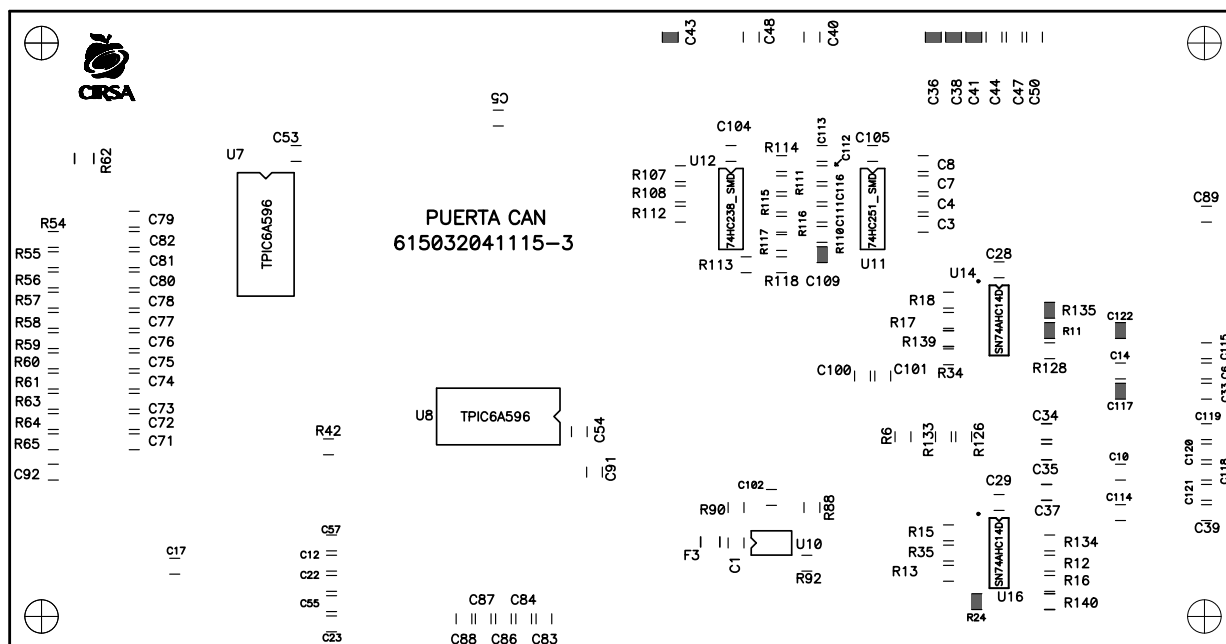 C43
C48
C40
C36
C38
C41
C44
C47
C50
CIRSA
C5
C53
U7
R62
TPIC6A596
C104
U12
R107
R108
R112
74HC238_SMD
R113
R114
R115
R117
R118
C113
C112
R111
C116
R116
C111
R110
C109
C105
74HC251_SMD
U11
C8
C7
C4
C3
C89
PUERTA CAN
615032041115-3
R54
R55
R56
R57
R58
R59
R60
R61
R63
R64
R65
C92
C79
C82
C81
C80
C78
C77
C76
C75
C74
C73
C72
C71
C28
U14
SN74AHC14D
R18
R17
R139
R34
R135
R11
R128
C122
C14
C117
C115
C6
C33
C100
C101
U8
TPIC6A596
C54
C91
R42
R6
R133
R126
C34
C35
C37
C10
C114
C119
C120
C118
C121
C39
C102
R90
R88
F3
C1
U10
R92
C29
SN74AHC14D
U16
R15
R35
R13
R24
R134
R12
R16
R140
C17
C57
C12
C22
C55
C23
C87
C84
C88
C86
C83